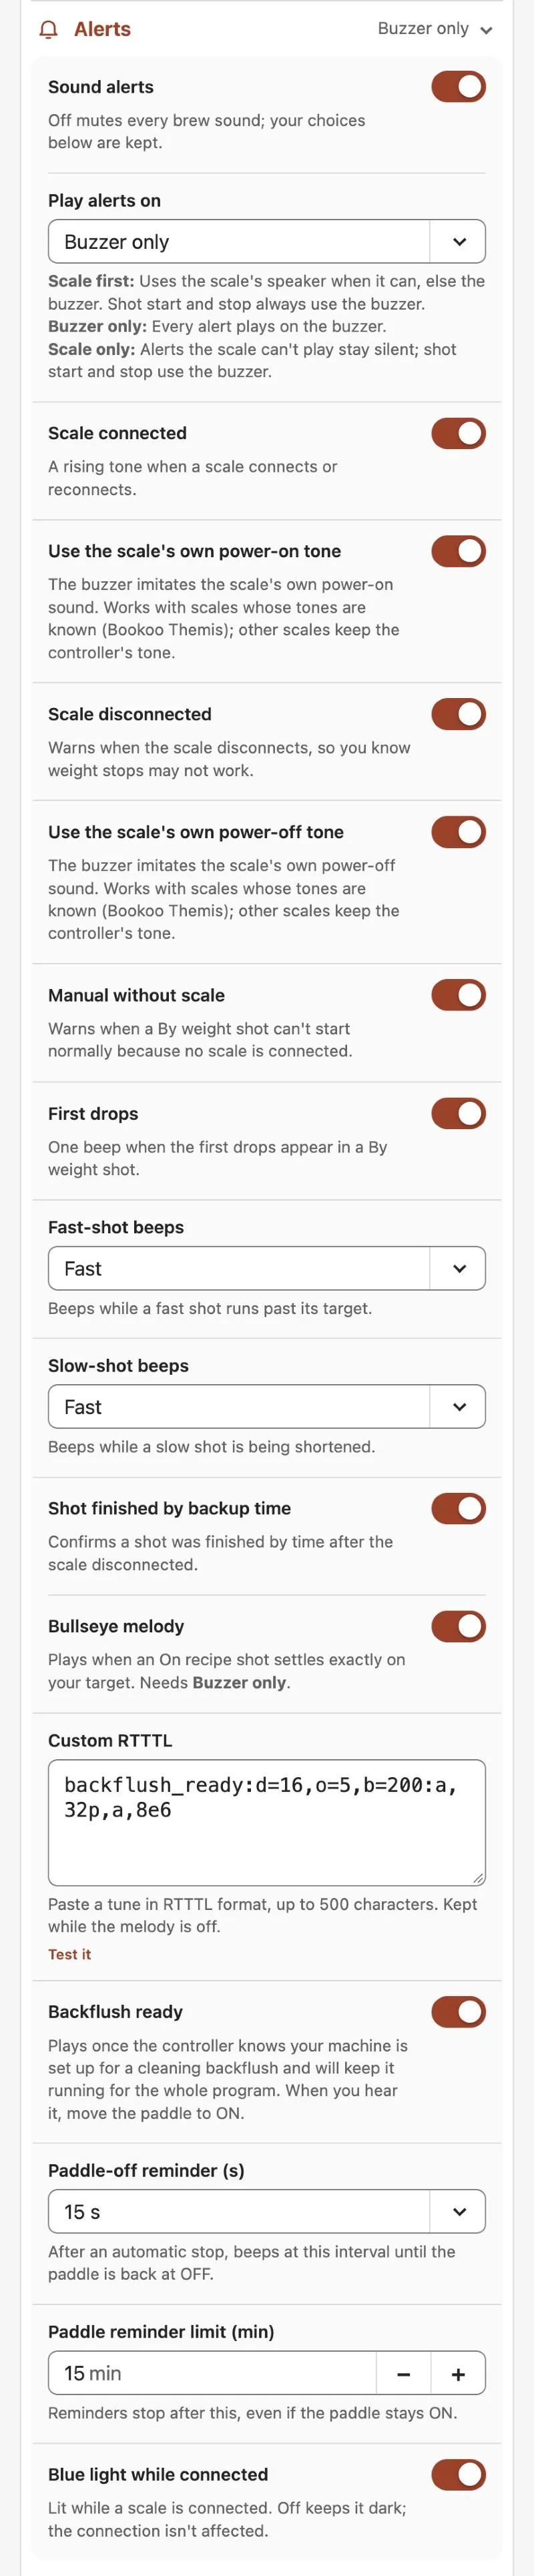 Alerts
Buzzer only
Sound alerts
Off mutes every brew sound; your choices
below are kept.
Play alerts on
Buzzer only
Scale first: Uses the scale's speaker when it can, else the
buzzer. Shot start and stop always use the buzzer.
Buzzer only: Every alert plays on the buzzer.
Scale only: Alerts the scale can't play stay silent; shot
start and stop use the buzzer.
Scale connected
A rising tone when a scale connects or
reconnects.
Use the scale's own power-on tone
The buzzer imitates the scale's own power-on
sound. Works with scales whose tones are
known (Bookoo Themis); other scales keep the
controller's tone.
Scale disconnected
Warns when the scale disconnects, so you know
weight stops may not work.
Use the scale's own power-off tone
The buzzer imitates the scale's own power-off
sound. Works with scales whose tones are
known (Bookoo Themis); other scales keep the
controller's tone.
Manual without scale
Warns when a By weight shot can't start
normally because no scale is connected.
First drops
One beep when the first drops appear in a By
weight shot.
Fast-shot beeps
Fast
Beeps while a fast shot runs past its target.
Slow-shot beeps
Fast
Beeps while a slow shot is being shortened.
Shot finished by backup time
Confirms a shot was finished by time after the
scale disconnected.
Bullseye melody
Plays when an On recipe shot settles exactly on
your target. Needs Buzzer only.
Custom RTTTL
backflush_ready:d=16,o=5,b=200:a,
32p,a,8e6
Paste a tune in RTTTL format, up to 500 characters. Kept
while the melody is off.
Test it
Backflush ready
Plays once the controller knows your machine is
set up for a cleaning backflush and will keep it
running for the whole program. When you hear
it, move the paddle to ON.
Paddle-off reminder (s)
15 s
After an automatic stop, beeps at this interval until the
paddle is back at OFF.
Paddle reminder limit (min)
15 min − +
Reminders stop after this, even if the paddle stays ON.
Blue light while connected
Lit while a scale is connected. Off keeps it dark;
the connection isn't affected.